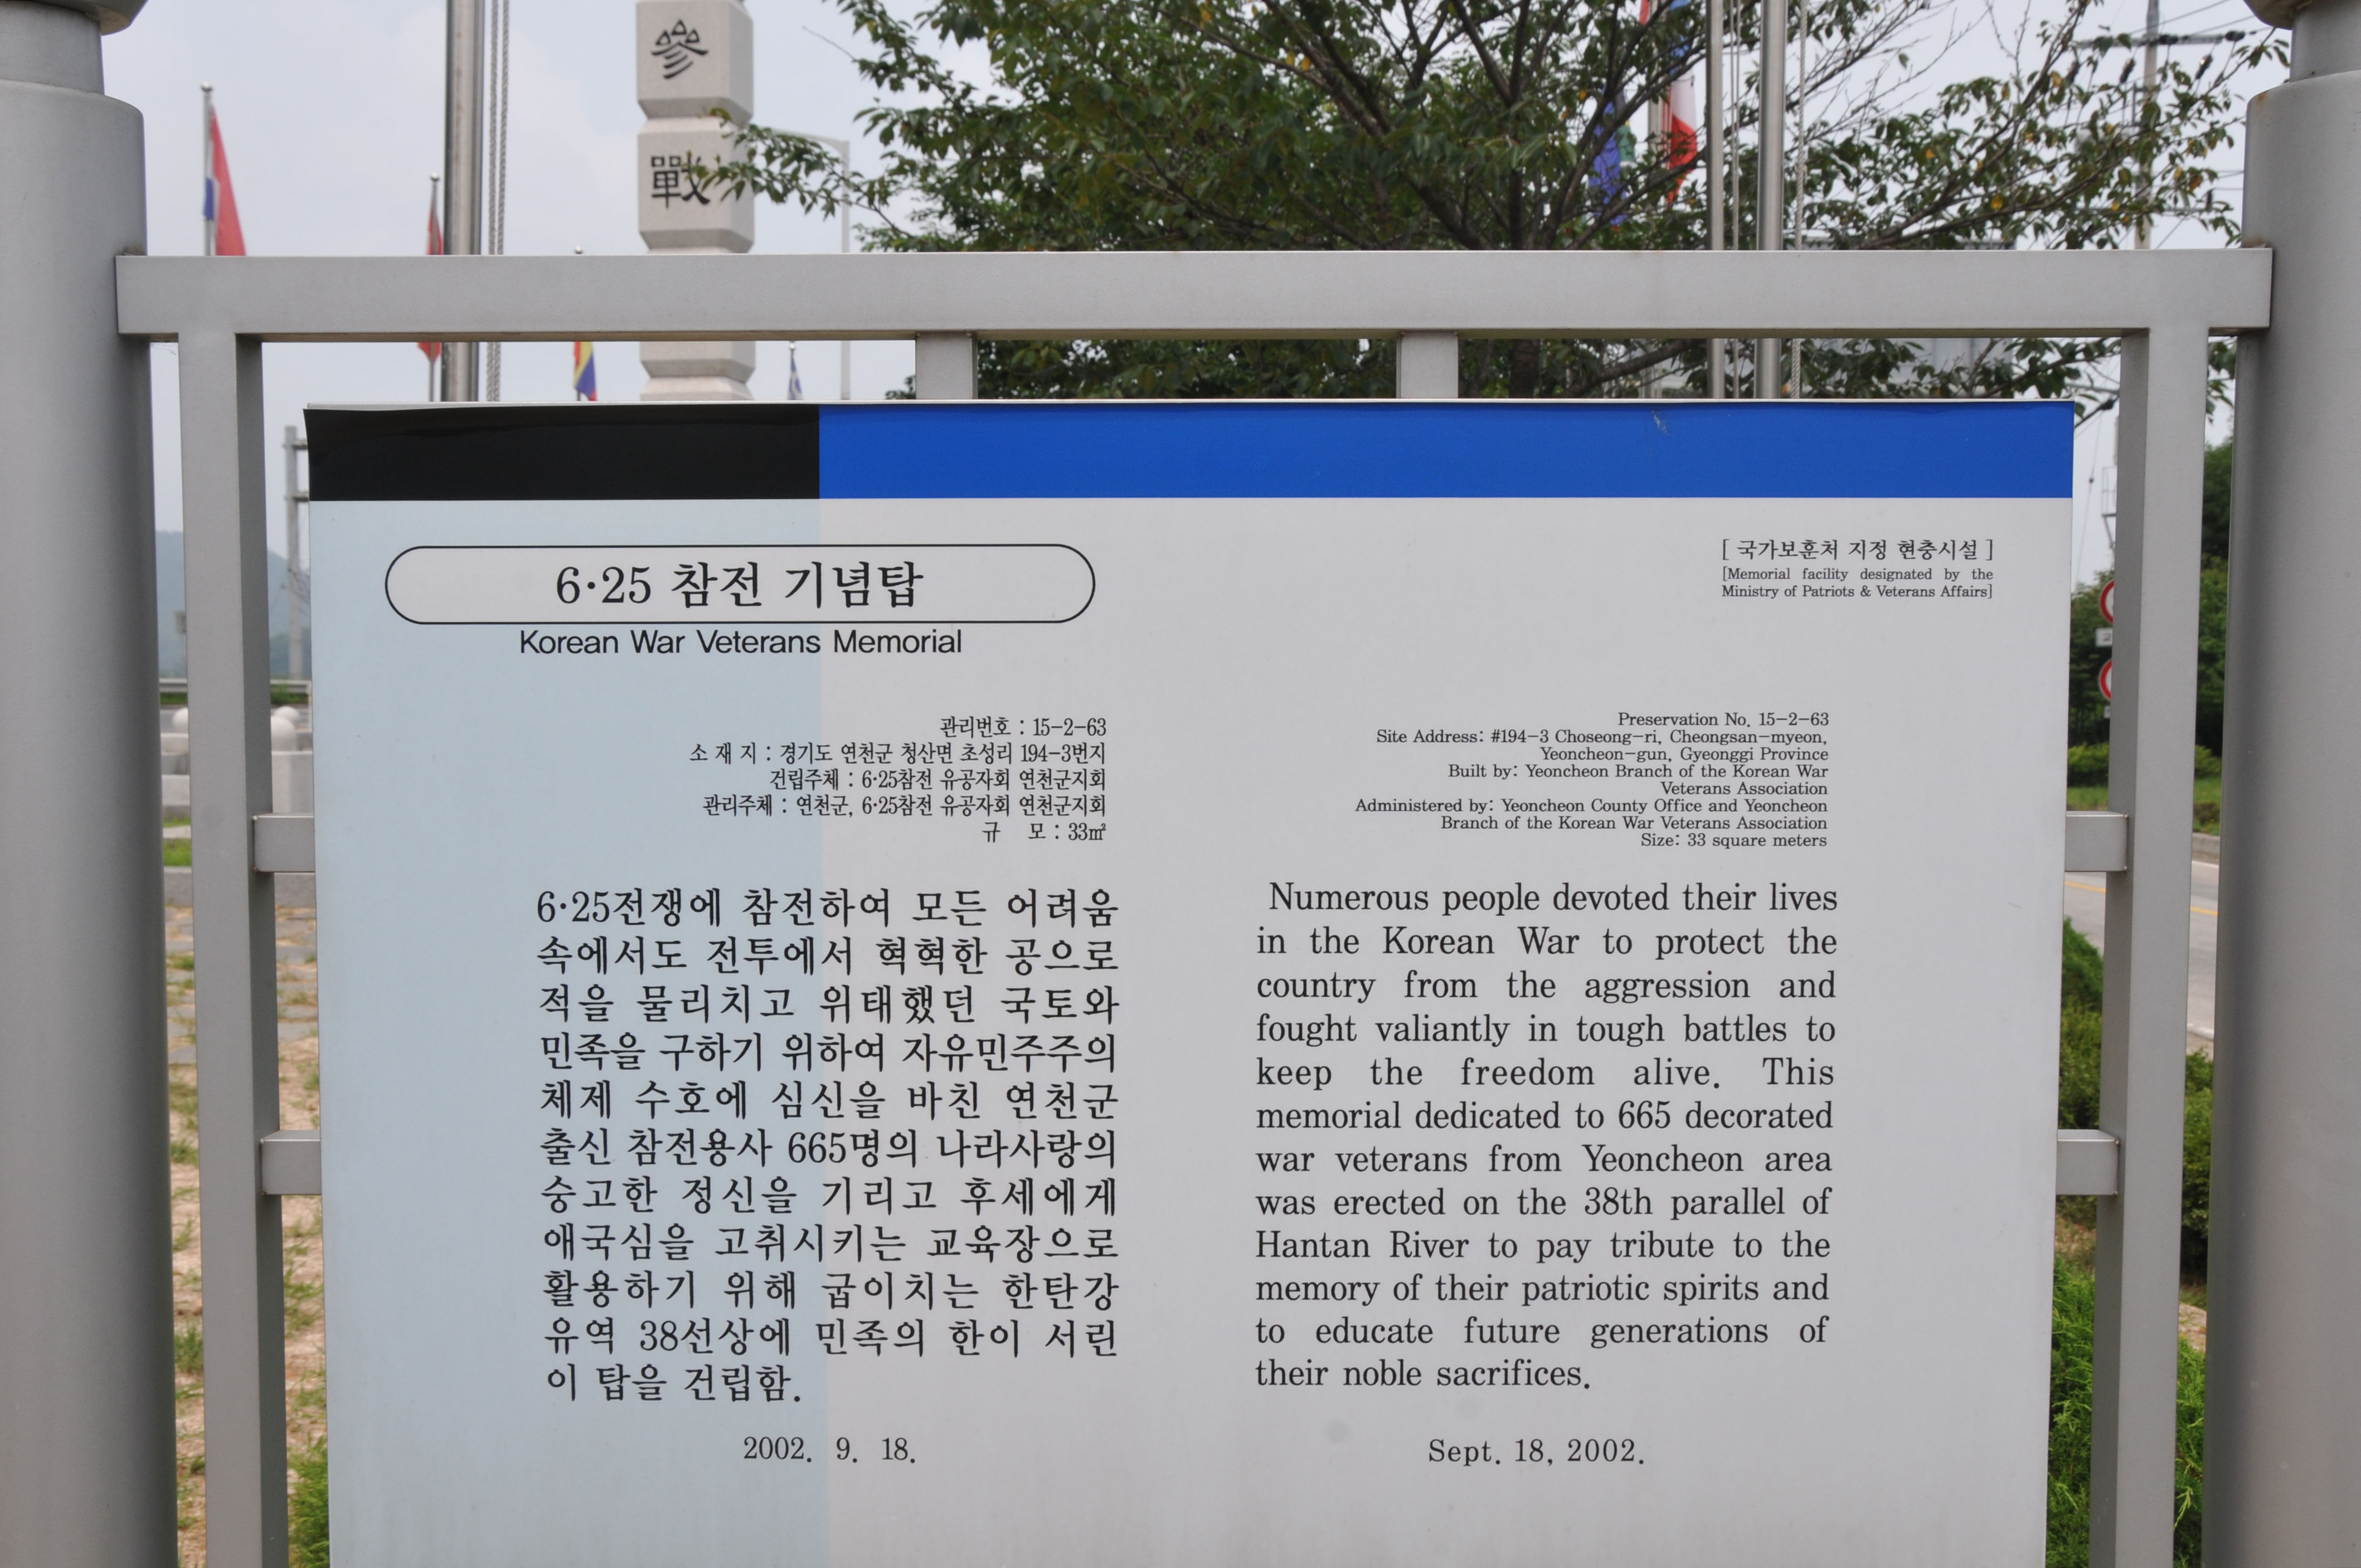 參
戰
6·25 참전 기념탑
Korean War Veterans Memorial
[ 국가보훈처 지정 현충시설 ]
[Memorial facility designated by the
Ministry of Patriots & Veterans Affairs]
관리번호 : 15-2-63
소 재 지 : 경기도 연천군 청산면 초성리 194-3번지
건립주체 : 6·25참전 유공자회 연천군지회
관리주체 : 연천군, 6·25참전 유공자회 연천군지회
규 모 : 33㎡
6·25전쟁에 참전하여 모든 어려움
속에서도 전투에서 혁혁한 공으로
적을 물리치고 위태했던 국토와
민족을 구하기 위하여 자유민주주의
체제 수호에 심신을 바친 연천군
출신 참전용사 665명의 나라사랑의
숭고한 정신을 기리고 후세에게
애국심을 고취시키는 교육장으로
활용하기 위해 굽이치는 한탄강
유역 38선상에 민족의 한이 서린
이 탑을 건립함.
2002. 9. 18.
Preservation No. 15-2-63
Site Address: #194-3 Choseong-ri, Cheongsan-myeon,
Yeoncheon-gun, Gyeonggi Province
Built by: Yeoncheon Branch of the Korean War
Veterans Association
Administered by: Yeoncheon County Office and Yeoncheon
Branch of the Korean War Veterans Association
Size: 33 square meters
Numerous people devoted their lives
in the Korean War to protect the
country from the aggression and
fought valiantly in tough battles to
keep the freedom alive. This
memorial dedicated to 665 decorated
war veterans from Yeoncheon area
was erected on the 38th parallel of
Hantan River to pay tribute to the
memory of their patriotic spirits and
to educate future generations of
their noble sacrifices.
Sept. 18, 2002.